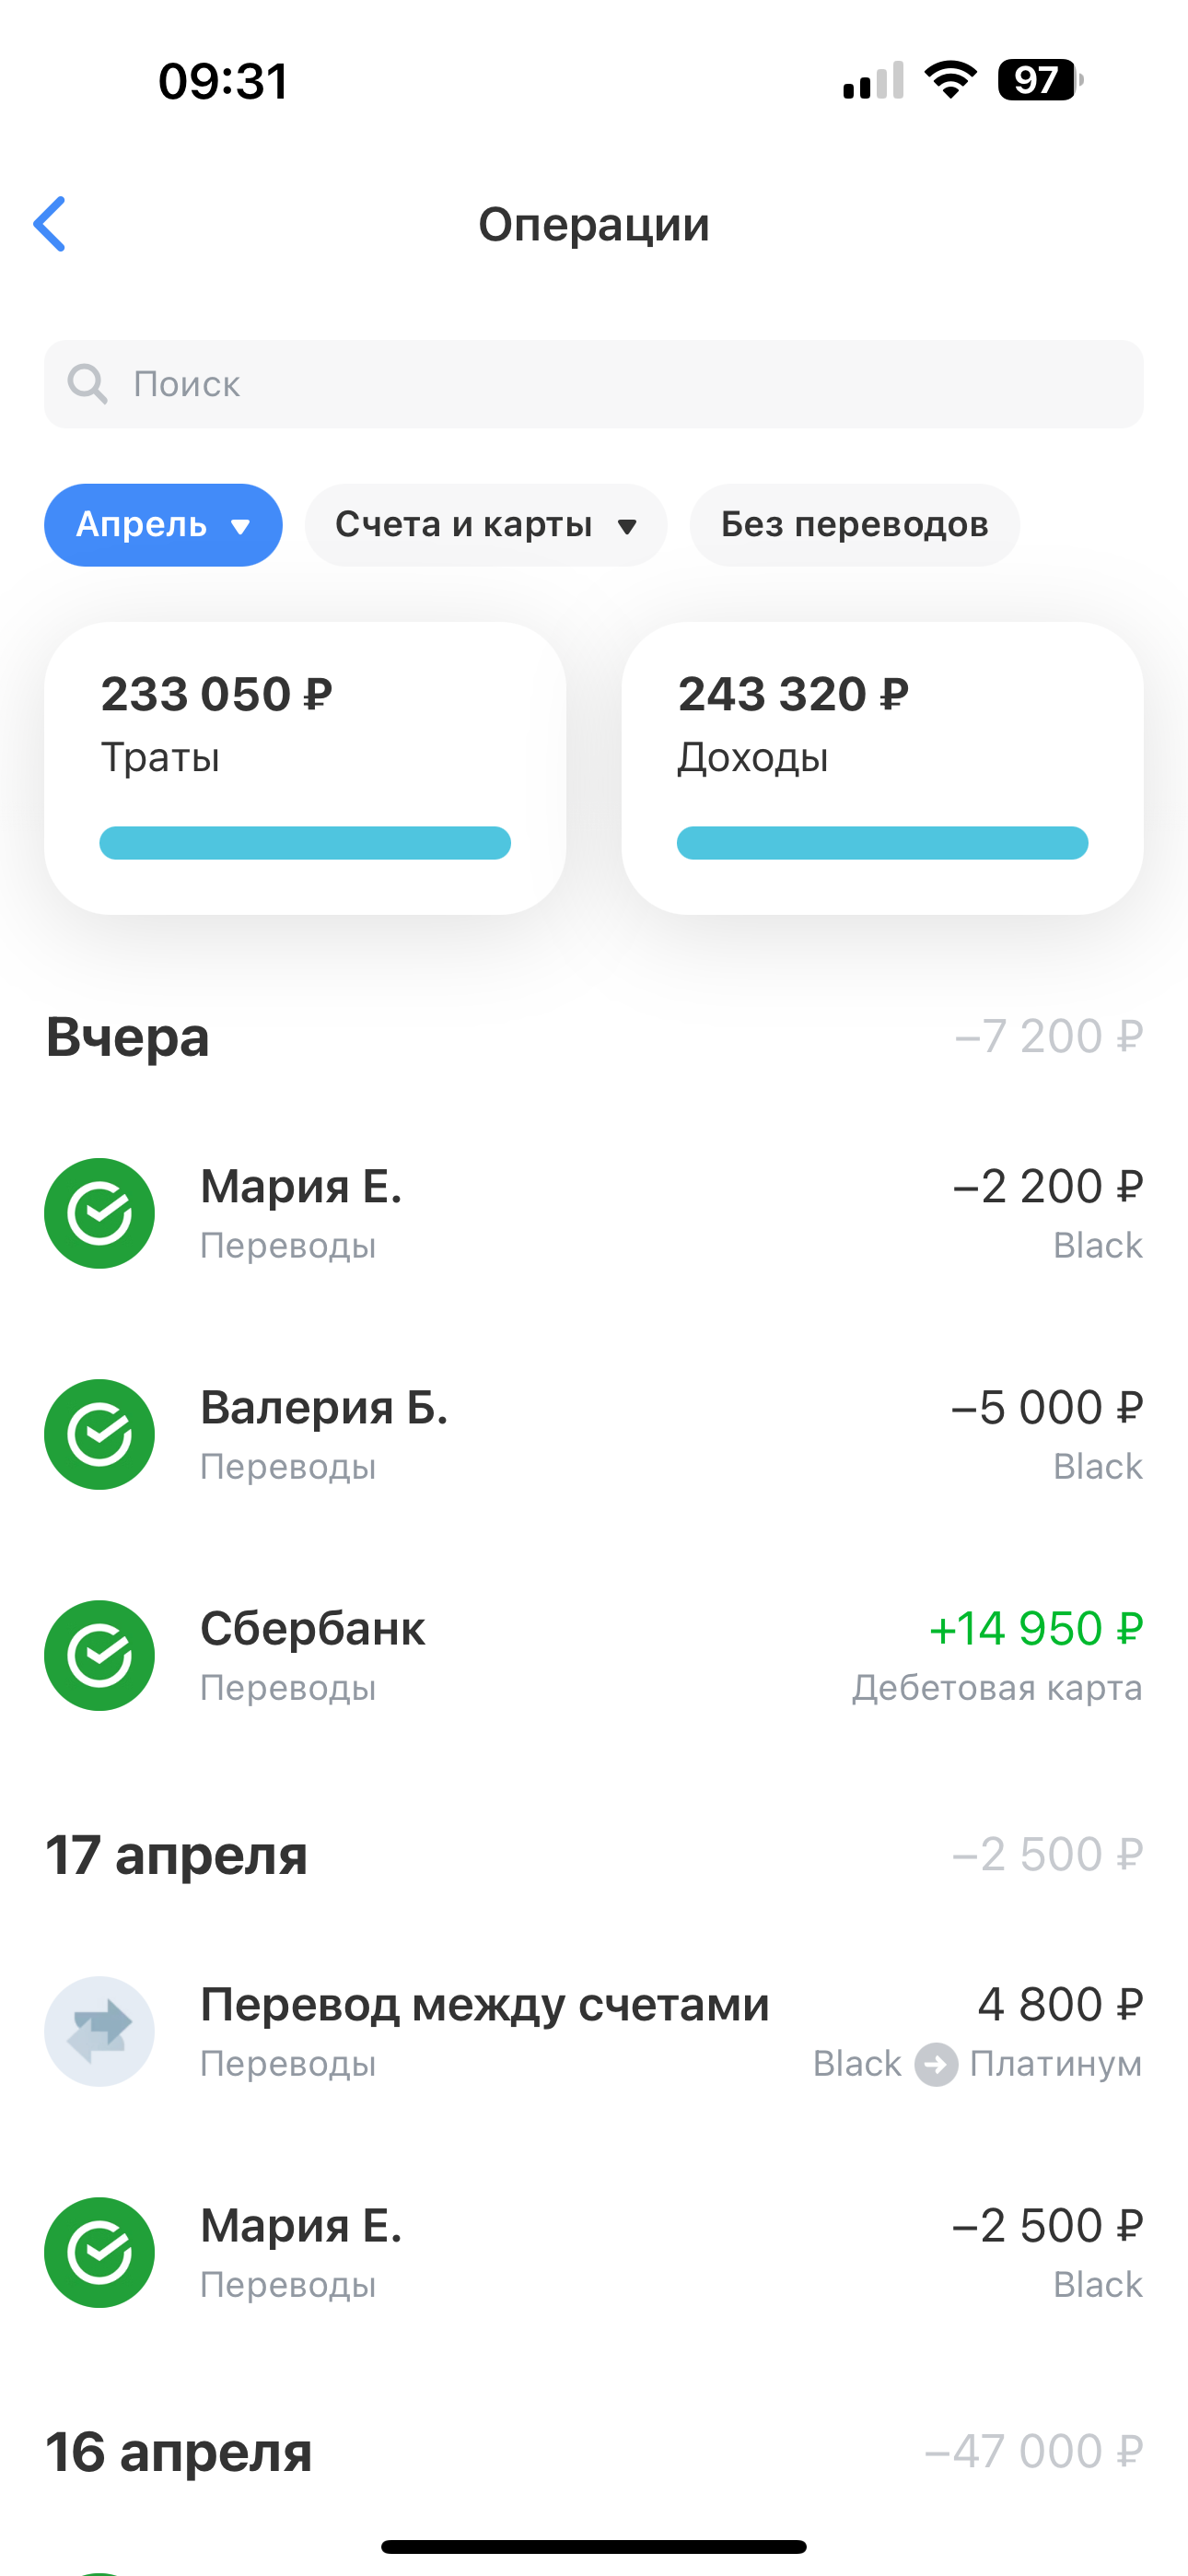 09:31
97
Операции
Поиск
Апрель
Счета и карты
Без переводов
233 050 ₽
Траты
243 320 ₽
Доходы
Вчера
–7 200 ₽
Мария Е.
–2 200 ₽
Переводы
Black
Валерия Б.
–5 000 ₽
Переводы
Black
Сбербанк
+14 950 ₽
Переводы
Дебетовая карта
17 апреля
–2 500 ₽
Перевод между счетами
4 800 ₽
Переводы
Black Платинум
Мария Е.
–2 500 ₽
Переводы
Black
16 апреля
–47 000 ₽